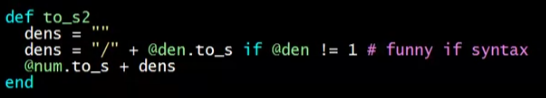 def to_s2
  dens = ""
  dens = "/" + @den.to_s if @den != 1 # funny if syntax
  @num.to_s + dens
end